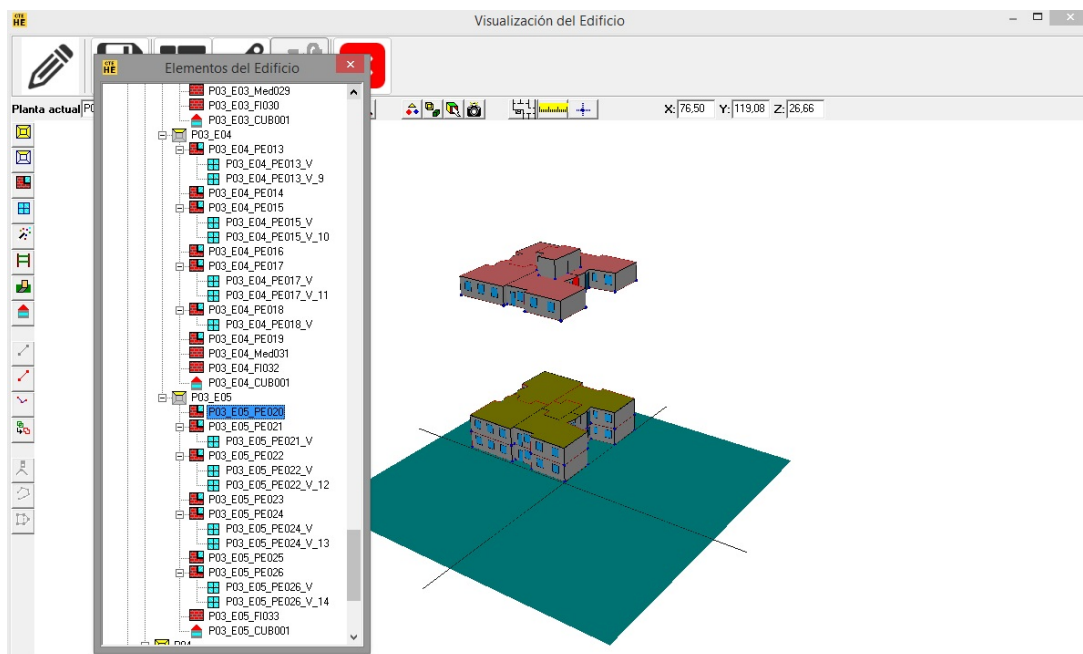 CTE
HE
Visualización del Edificio
CTE
HE
Elementos del Edificio
Planta actual
X: 76,50 Y: 119,08 Z: 26,66
P03_E03_Med029
P03_E03_FI030
P03_E03_CUB001
P03_E04
P03_E04_PE013
P03_E04_PE013_V
P03_E04_PE013_V_9
P03_E04_PE014
P03_E04_PE015
P03_E04_PE015_V
P03_E04_PE015_V_10
P03_E04_PE016
P03_E04_PE017
P03_E04_PE017_V
P03_E04_PE017_V_11
P03_E04_PE018
P03_E04_PE018_V
P03_E04_PE019
P03_E04_Med031
P03_E04_FI032
P03_E04_CUB001
P03_E05
P03_E05_PE020
P03_E05_PE021
P03_E05_PE021_V
P03_E05_PE022
P03_E05_PE022_V
P03_E05_PE022_V_12
P03_E05_PE023
P03_E05_PE024
P03_E05_PE024_V
P03_E05_PE024_V_13
P03_E05_PE025
P03_E05_PE026
P03_E05_PE026_V
P03_E05_PE026_V_14
P03_E05_FI033
P03_E05_CUB001